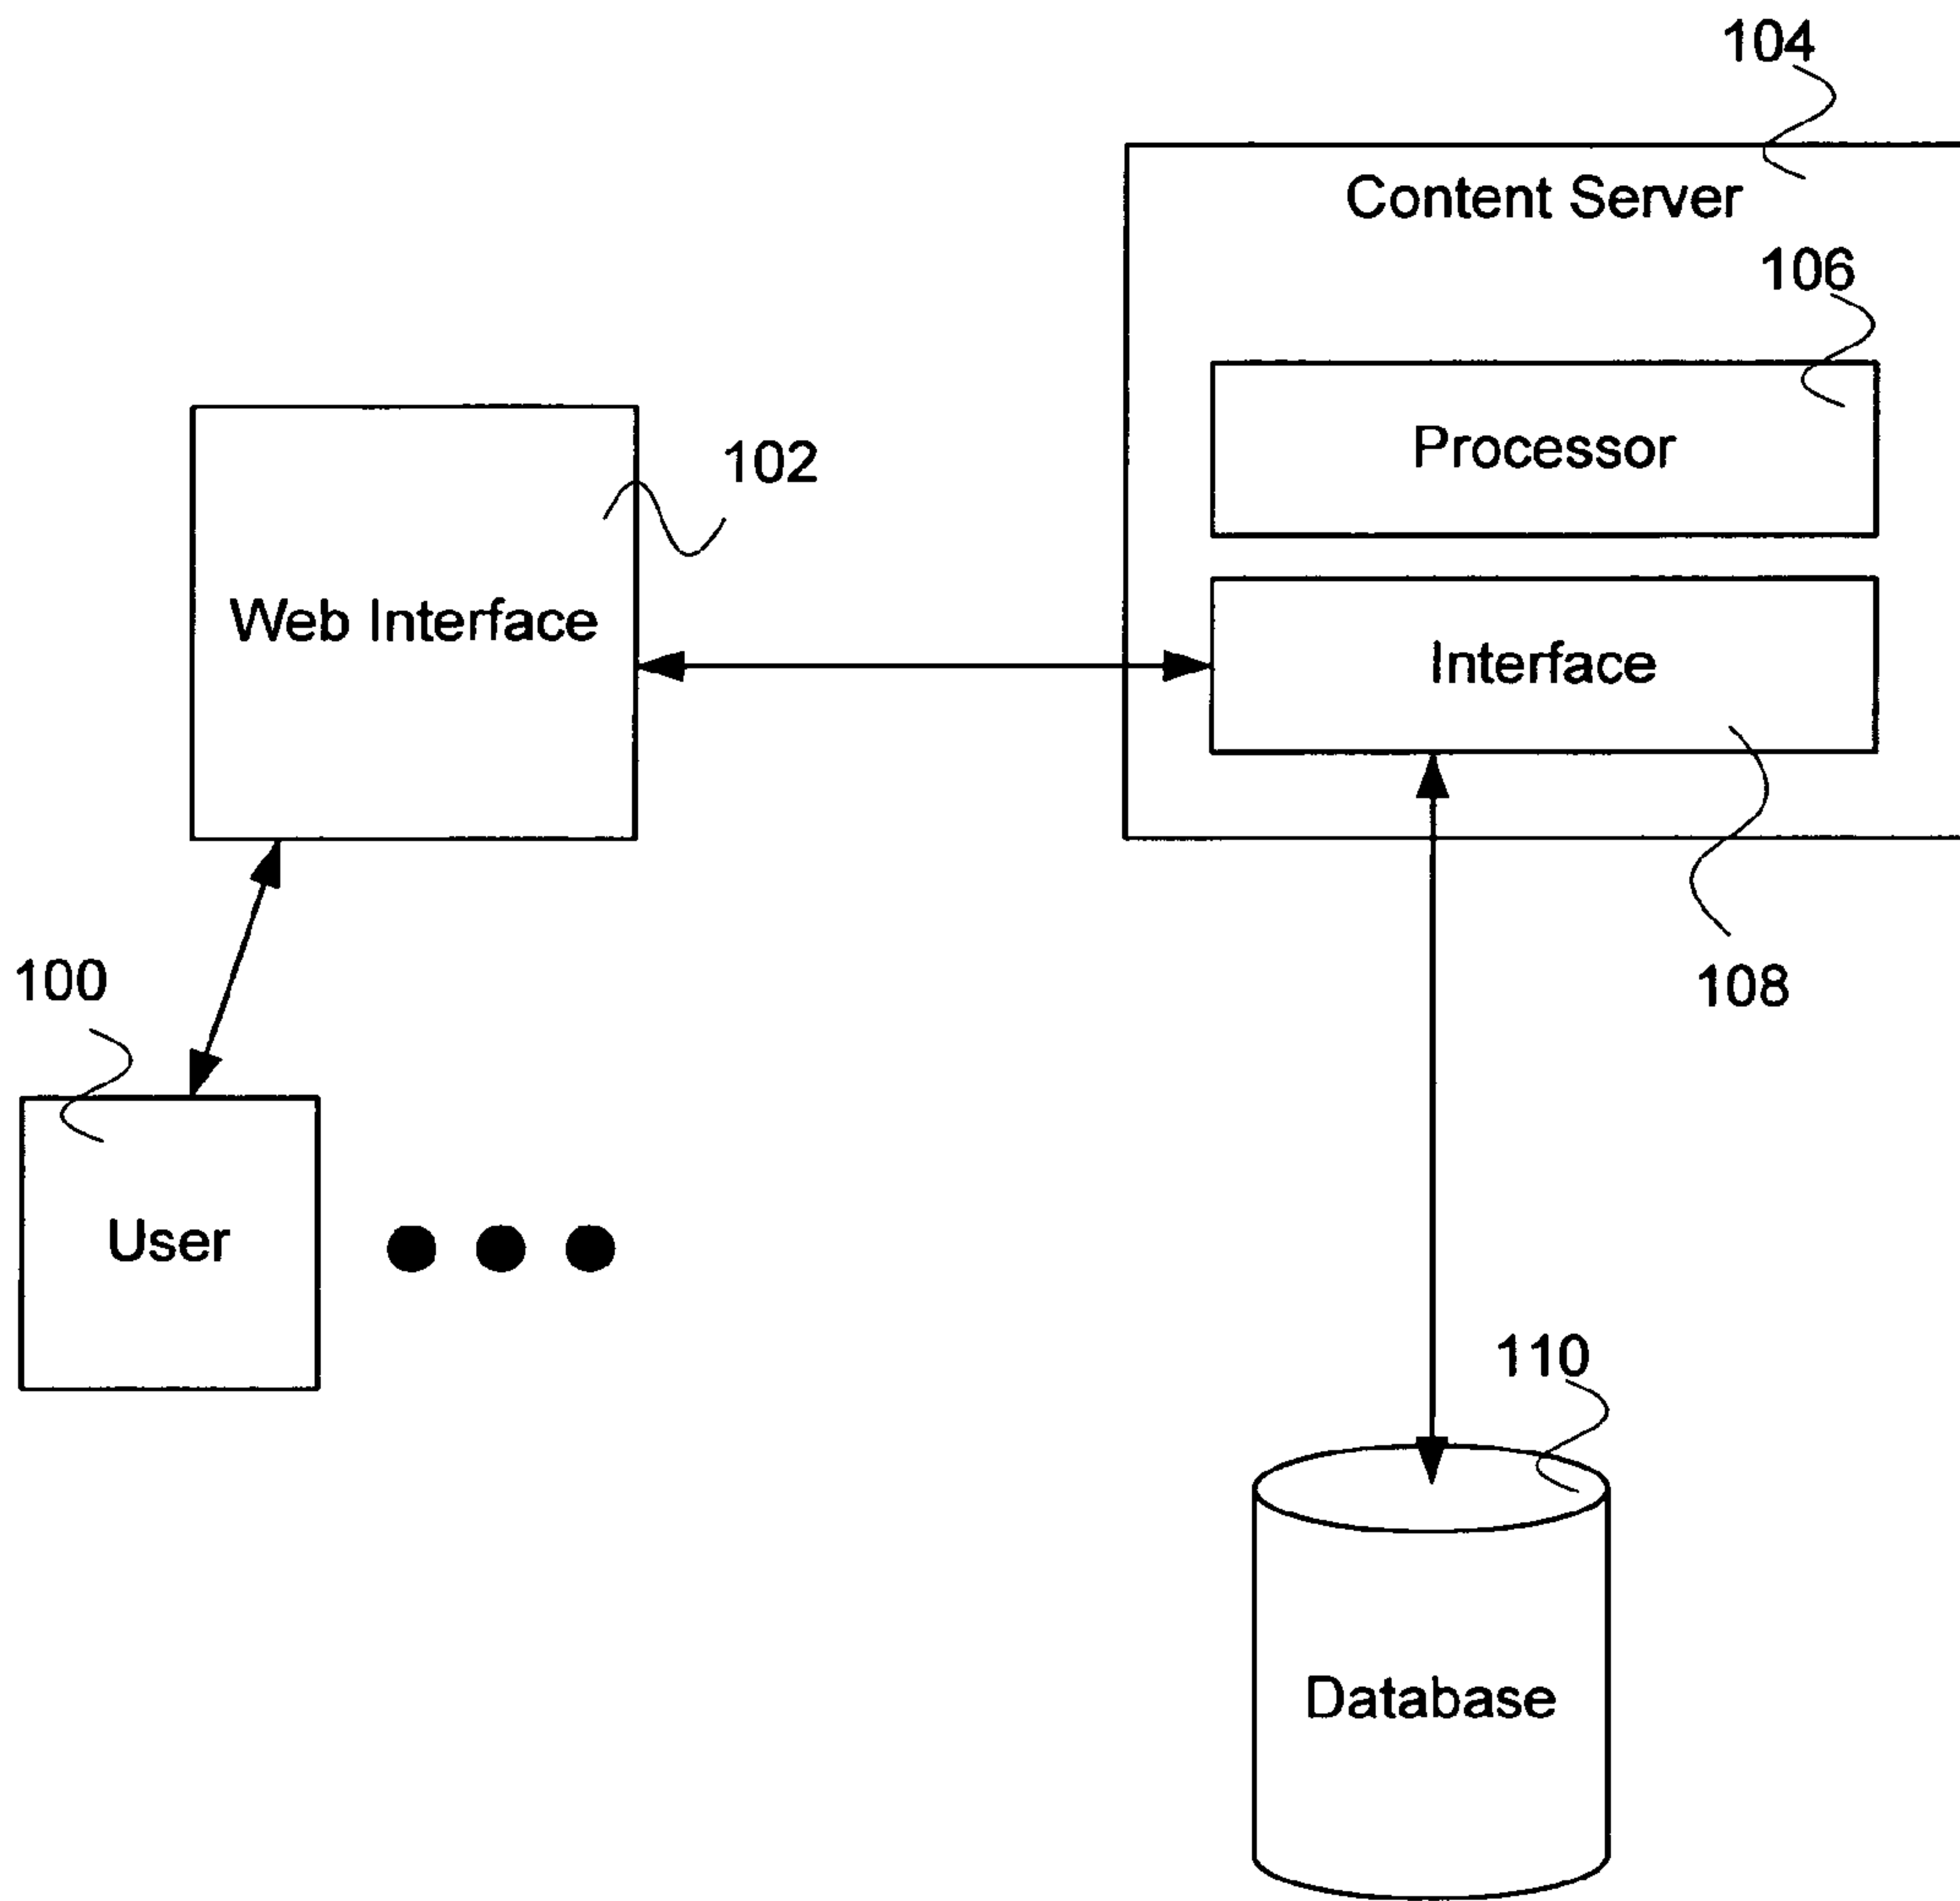 104
Content Server
106
Processor
102
Web Interface
Interface
100
108
User
110
Database